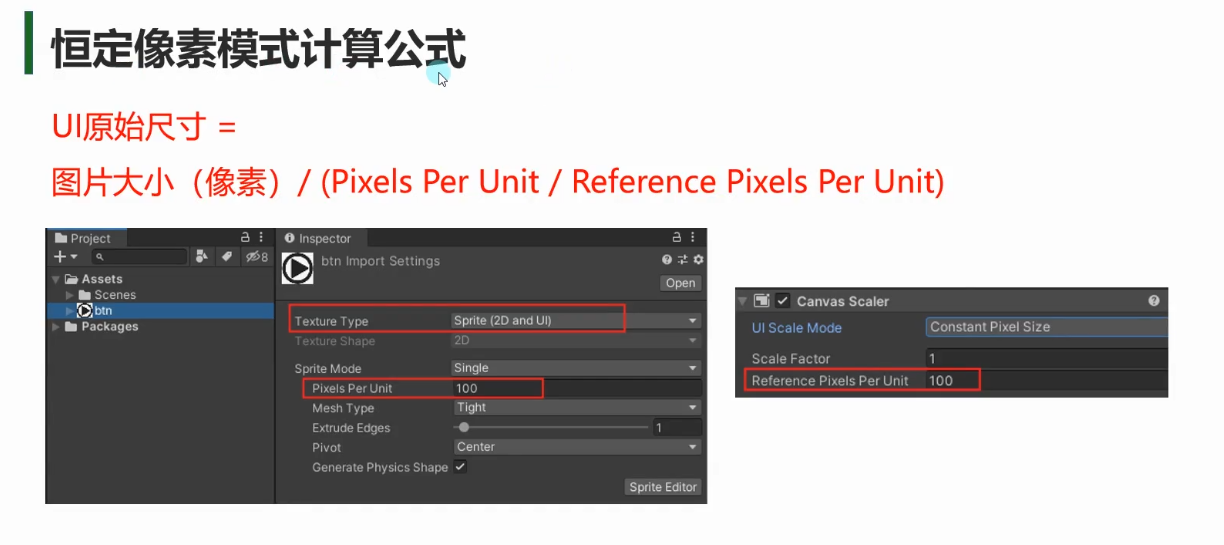 恒定像素模式计算公式
UI原始尺寸 =
图片大小（像素）/ (Pixels Per Unit / Reference Pixels Per Unit)
Project
8
Assets
Scenes
btn
Packages
Inspector
btn Import Settings
Open
Texture Type Sprite (2D and UI)
Texture Shape 2D
Sprite Mode Single
Pixels Per Unit 100
Mesh Type Tight
Extrude Edges 1
Pivot Center
Generate Physics Shape
Sprite Editor
Canvas Scaler
UI Scale Mode Constant Pixel Size
Scale Factor 1
Reference Pixels Per Unit 100